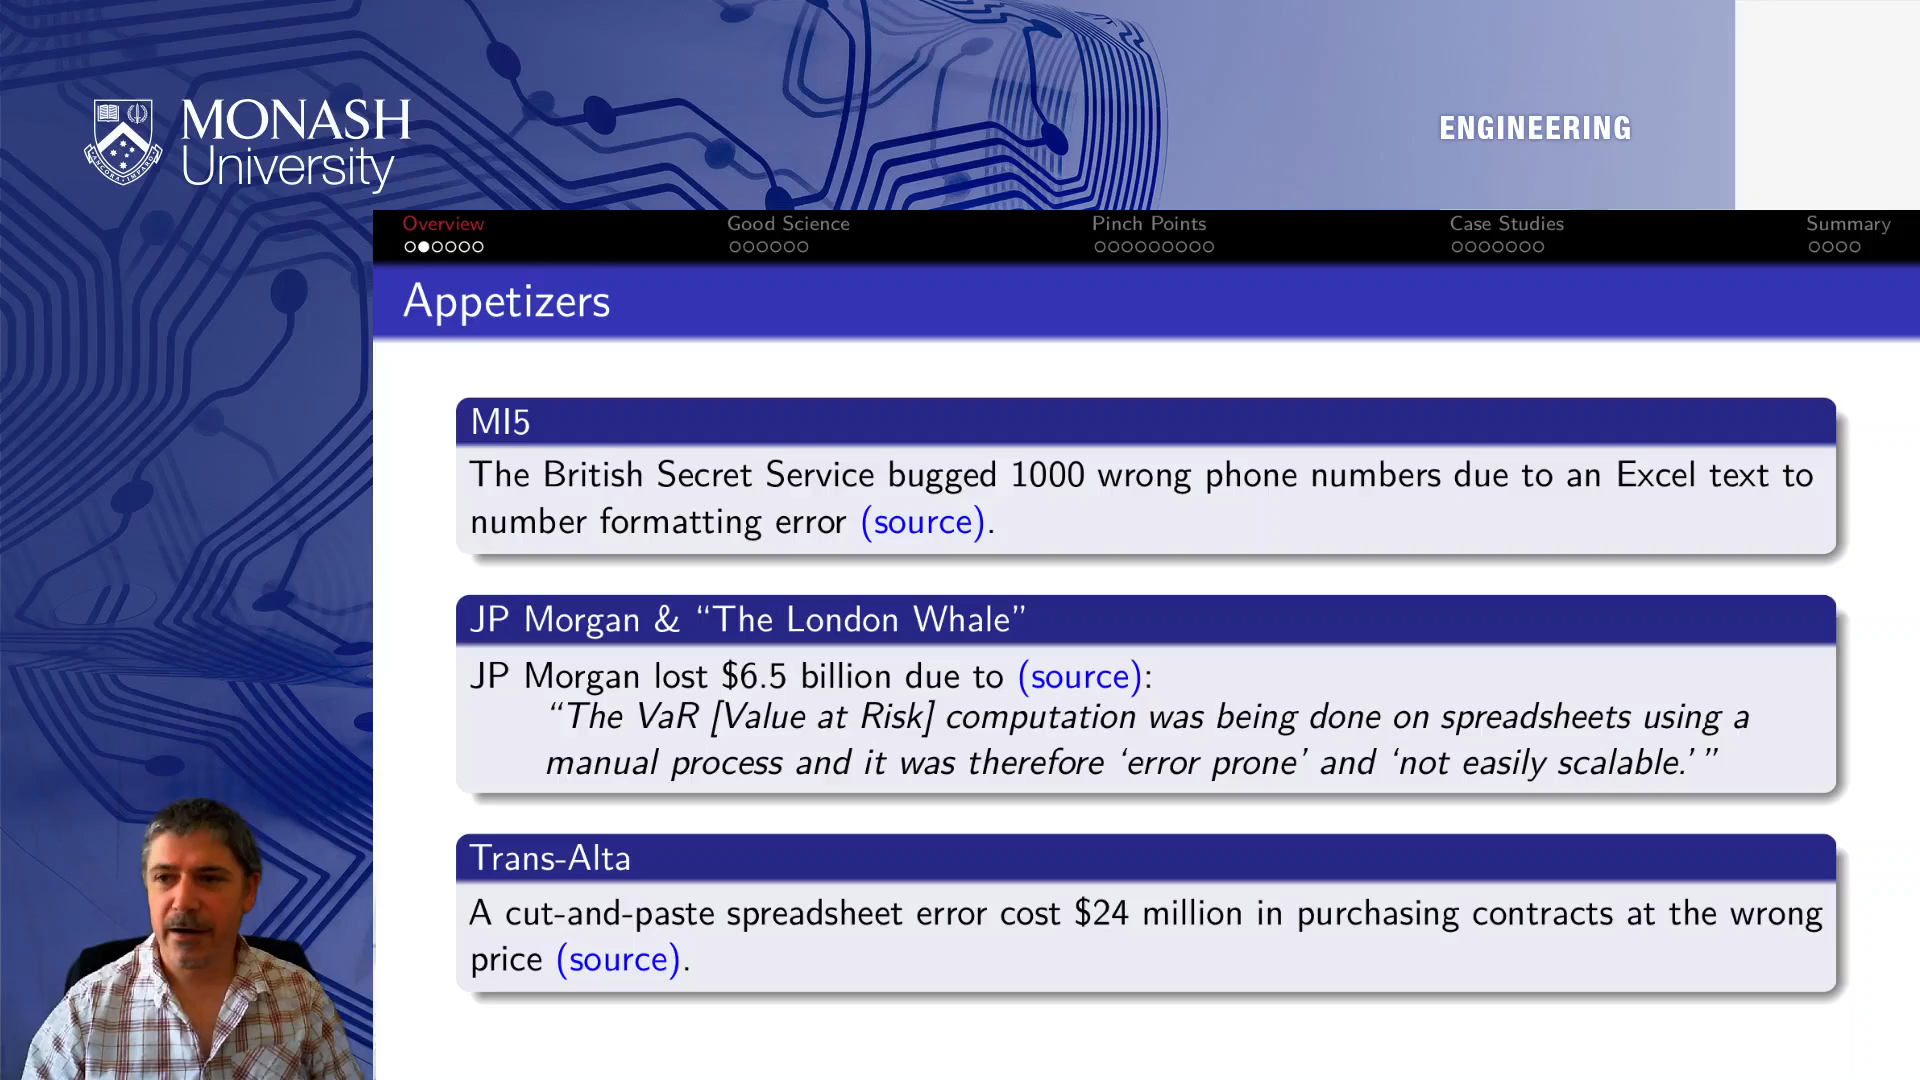 MONASH
University
ENGINEERING
Overview
Good Science
Pinch Points
Case Studies
Summary
Appetizers
MI5
The British Secret Service bugged 1000 wrong phone numbers due to an Excel text to
number formatting error (source).
JP Morgan & “The London Whale”
JP Morgan lost $6.5 billion due to (source):
“The VaR [Value at Risk] computation was being done on spreadsheets using a
manual process and it was therefore ‘error prone’ and ‘not easily scalable.’ ”
Trans-Alta
A cut-and-paste spreadsheet error cost $24 million in purchasing contracts at the wrong
price (source).